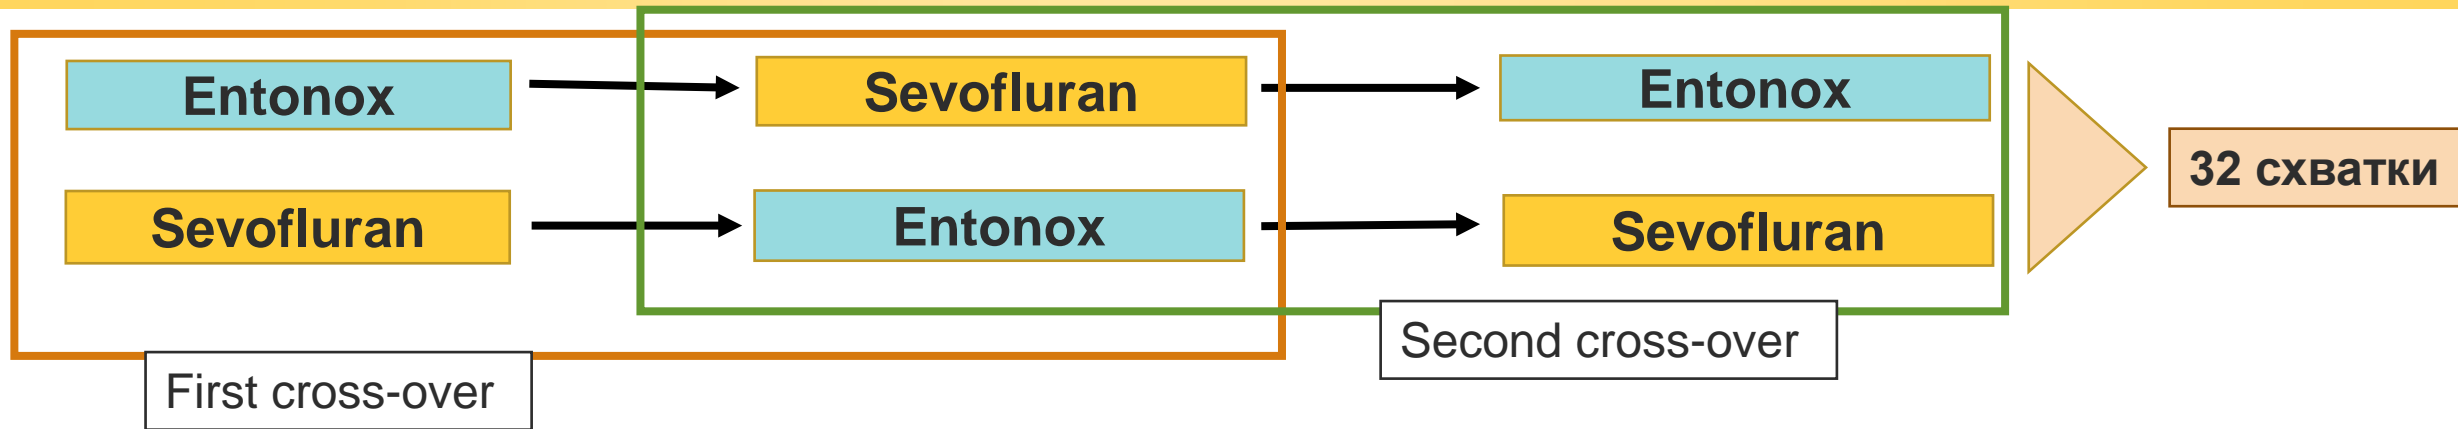 Entonox
Sevofluran
Entonox
Sevofluran
Entonox
Sevofluran
32 схватки
First cross-over
Second cross-over